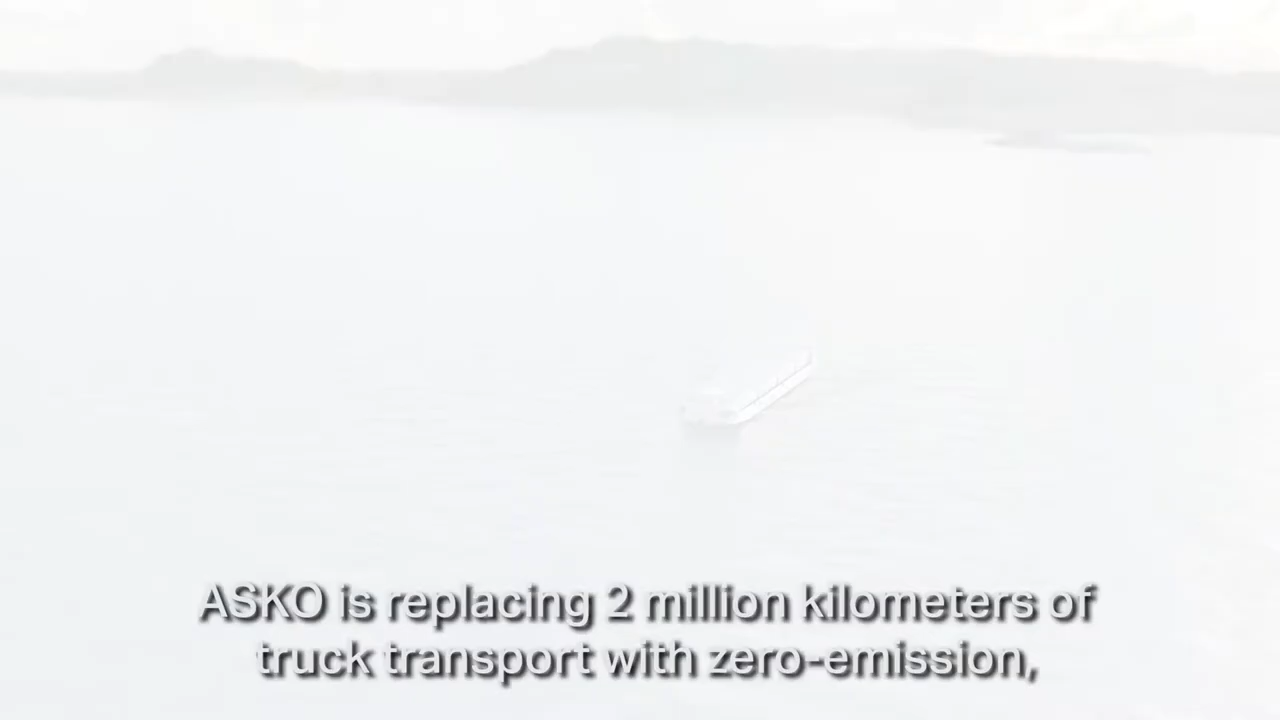 ASKO is replacing 2 million kilometers of
truck transport with zero-emission,